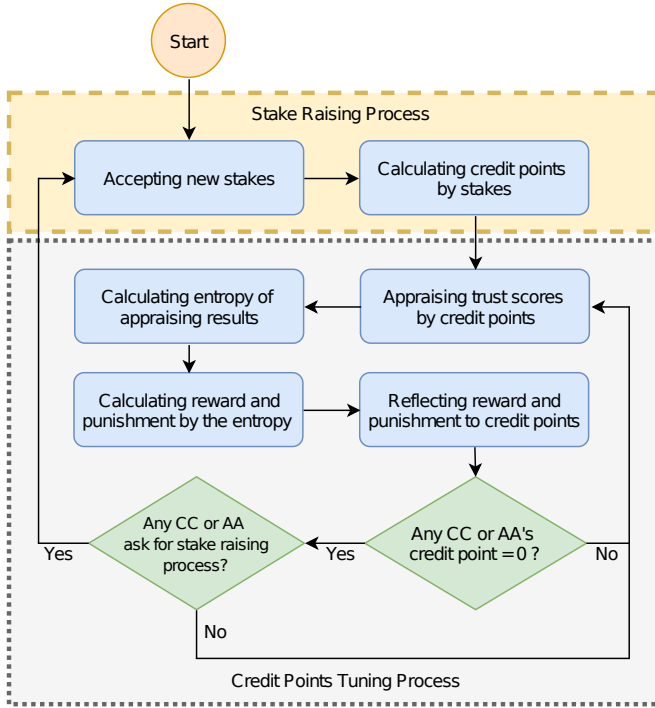 Start
Stake Raising Process
Accepting new stakes
Calculating credit points
by stakes
Calculating entropy of
appraising results
Appraising trust scores
by credit points
Calculating reward and
punishment by the entropy
Reflecting reward and
punishment to credit points
Any CC or AA
ask for stake raising
process?
Any CC or AA's
credit point = 0 ?
Yes
Yes
No
No
Credit Points Tuning Process